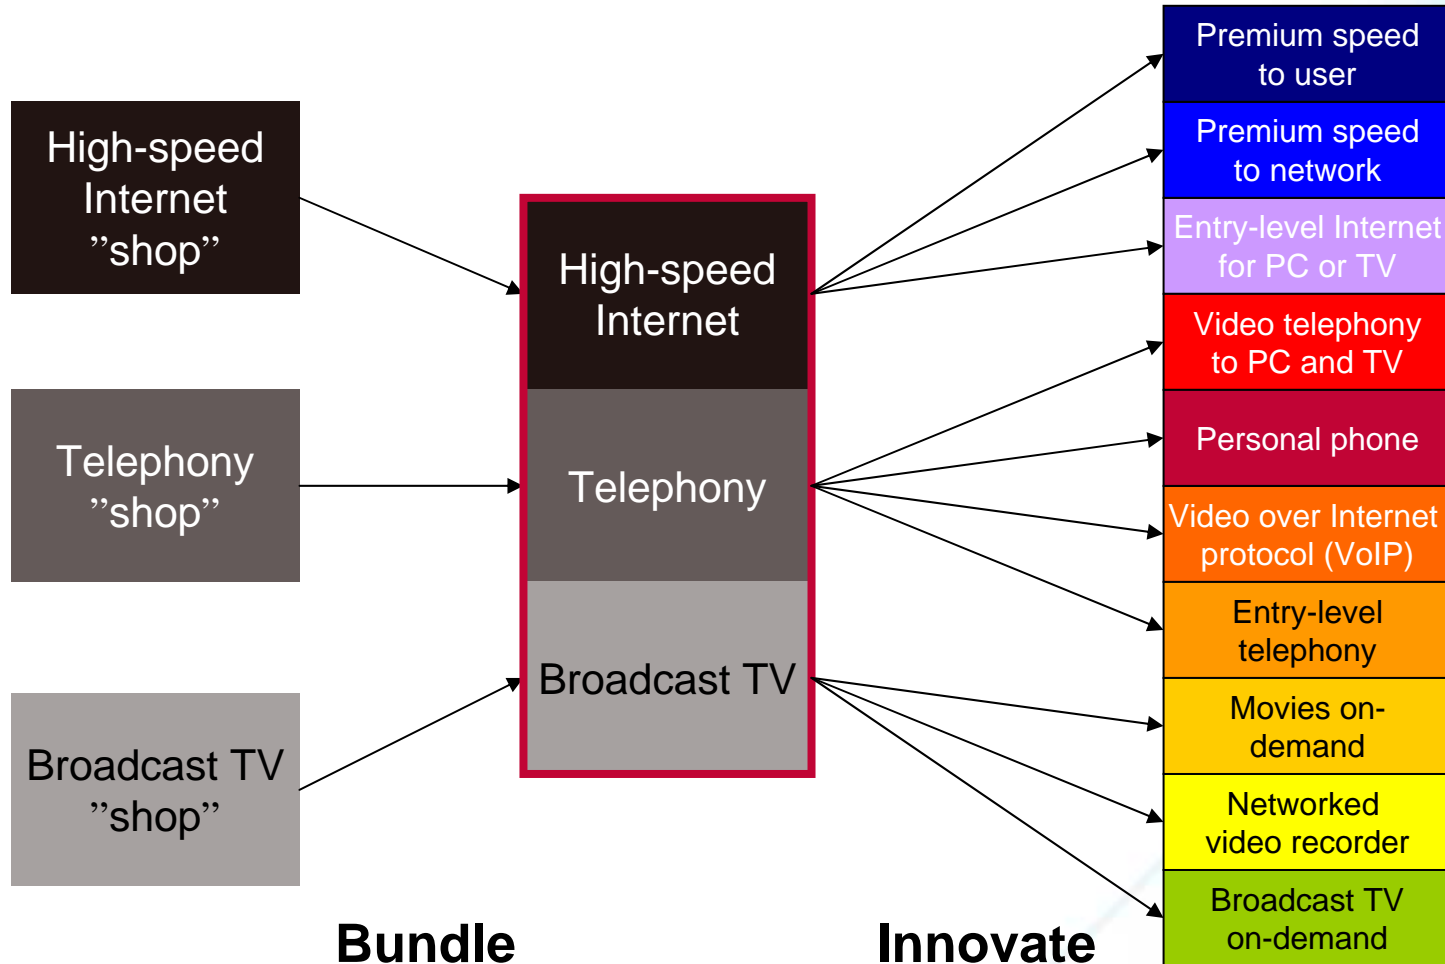 High-speed
Internet
”shop”
Telephony
”shop”
Broadcast TV
”shop”
High-speed
Internet
Telephony
Broadcast TV
Premium speed
to user
Premium speed
to network
Entry-level Internet
for PC or TV
Video telephony
to PC and TV
Personal phone
Video over Internet
protocol (VoIP)
Entry-level
telephony
Movies on-
demand
Networked
video recorder
Broadcast TV
on-demand
Bundle
Innovate